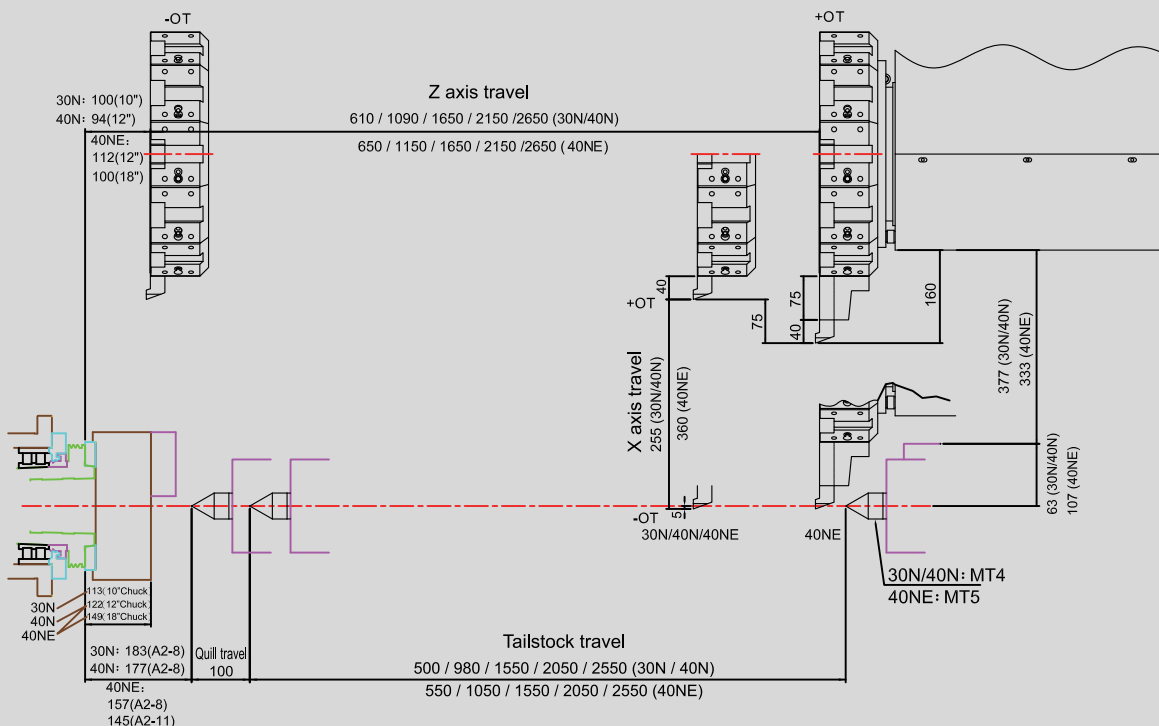 -OT
+OT
30N: 100(10")
40N: 94(12")
40NE:
112(12")
100(18")
Z axis travel
610 / 1090 / 1650 / 2150 /2650 (30N/40N)
650 / 1150 / 1650 / 2150 /2650 ( 40NE)
40
+OT
75
75
40
160
377 (30N/40N)
333 (40NE)
X axis travel
255 (30N/40N)
360 (40NE)
63 (30N/40N)
107 (40NE)
5
-OT
30N/40N/40NE
40NE
30N/40N: MT4
40NE: MT5
113( 10"Chuck)
122( 12"Chuck)
149( 18"Chuck)
30N
40N
40NE
30N: 183(A2-8)
40N: 177(A2-8)
40NE:
157(A2-8)
145(A2-11)
Quill travel
100
Tailstock travel
500 / 980 / 1550 / 2050 / 2550 (30N / 40N)
550 / 1050 / 1550 / 2050 / 2550 (40NE)